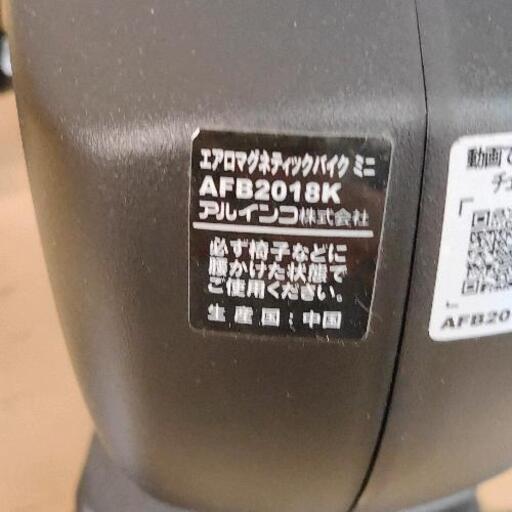 エアロマグネティックバイク ミニ
AFB2018K
アルインコ株式会社
必ず椅子などに
腰かけた状態で
ご使用ください。
生産国:中国
動画で
チェ
AFB20